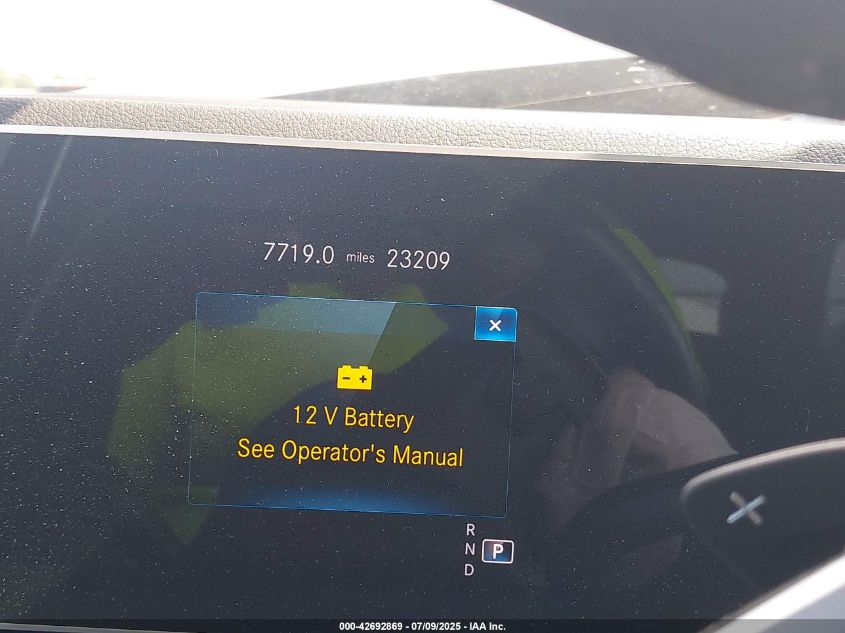 7719.0 miles 23209
12 V Battery
See Operator's Manual
R
N P
D
000-42692869 - 07/09/2025 - IAA Inc.